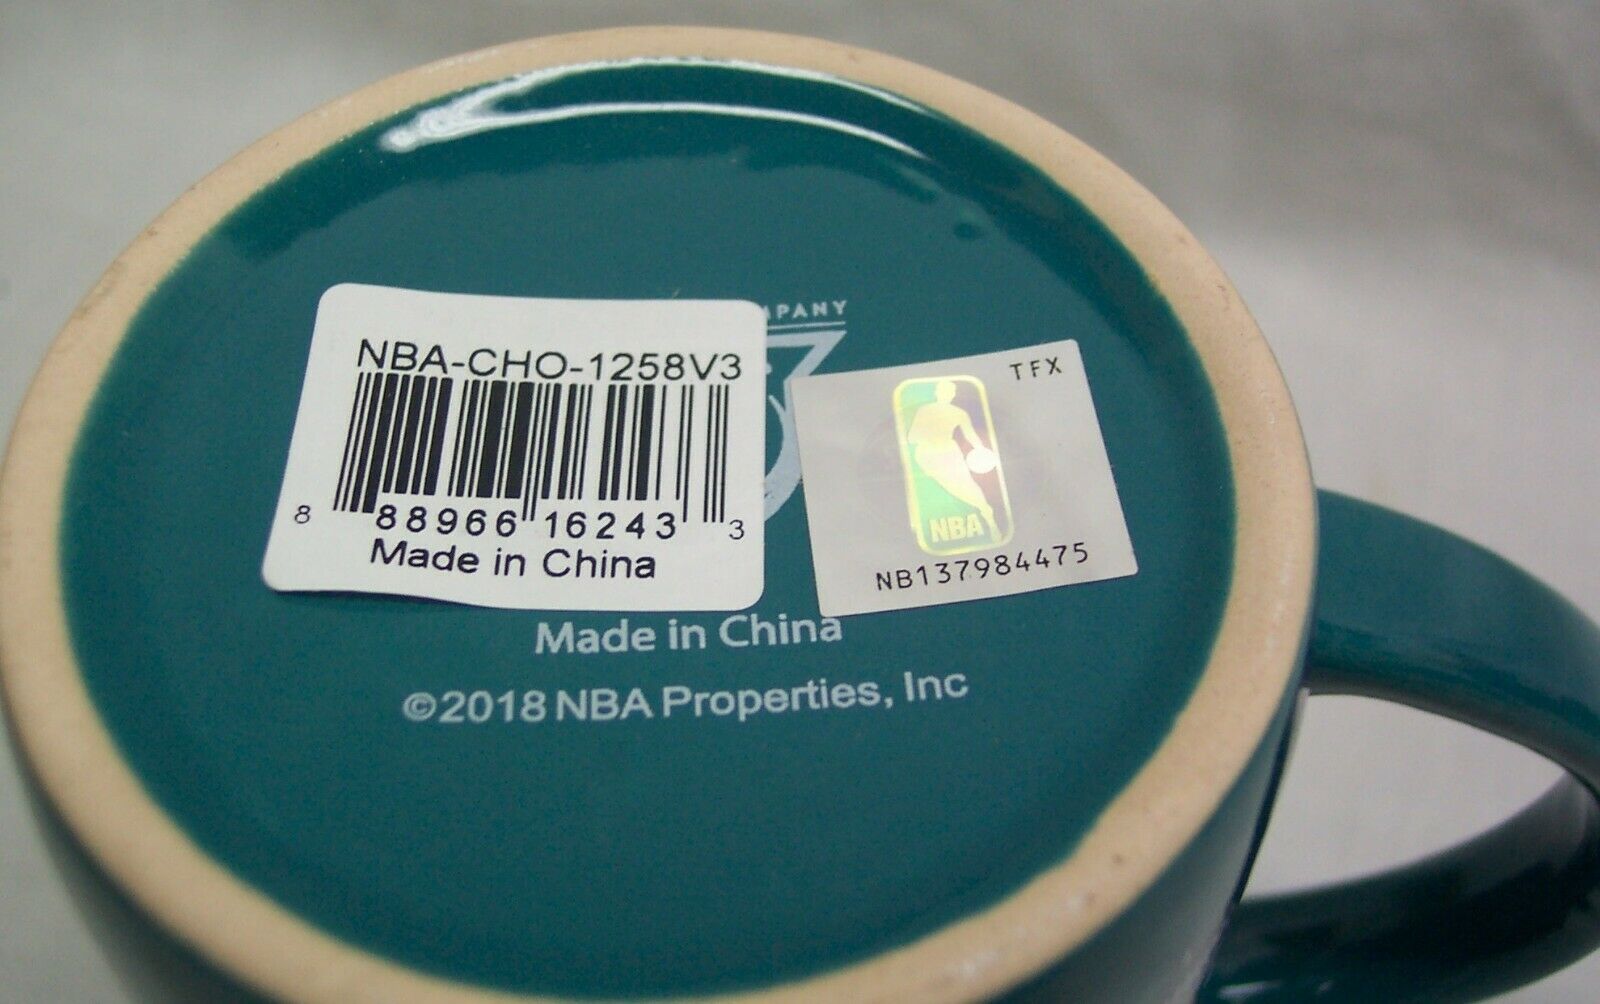 NBA-CHO-1258V3
8 88966 16243 3
Made in China
TFX
NBA
NB137984475
Made in China
©2018 NBA Properties, Inc